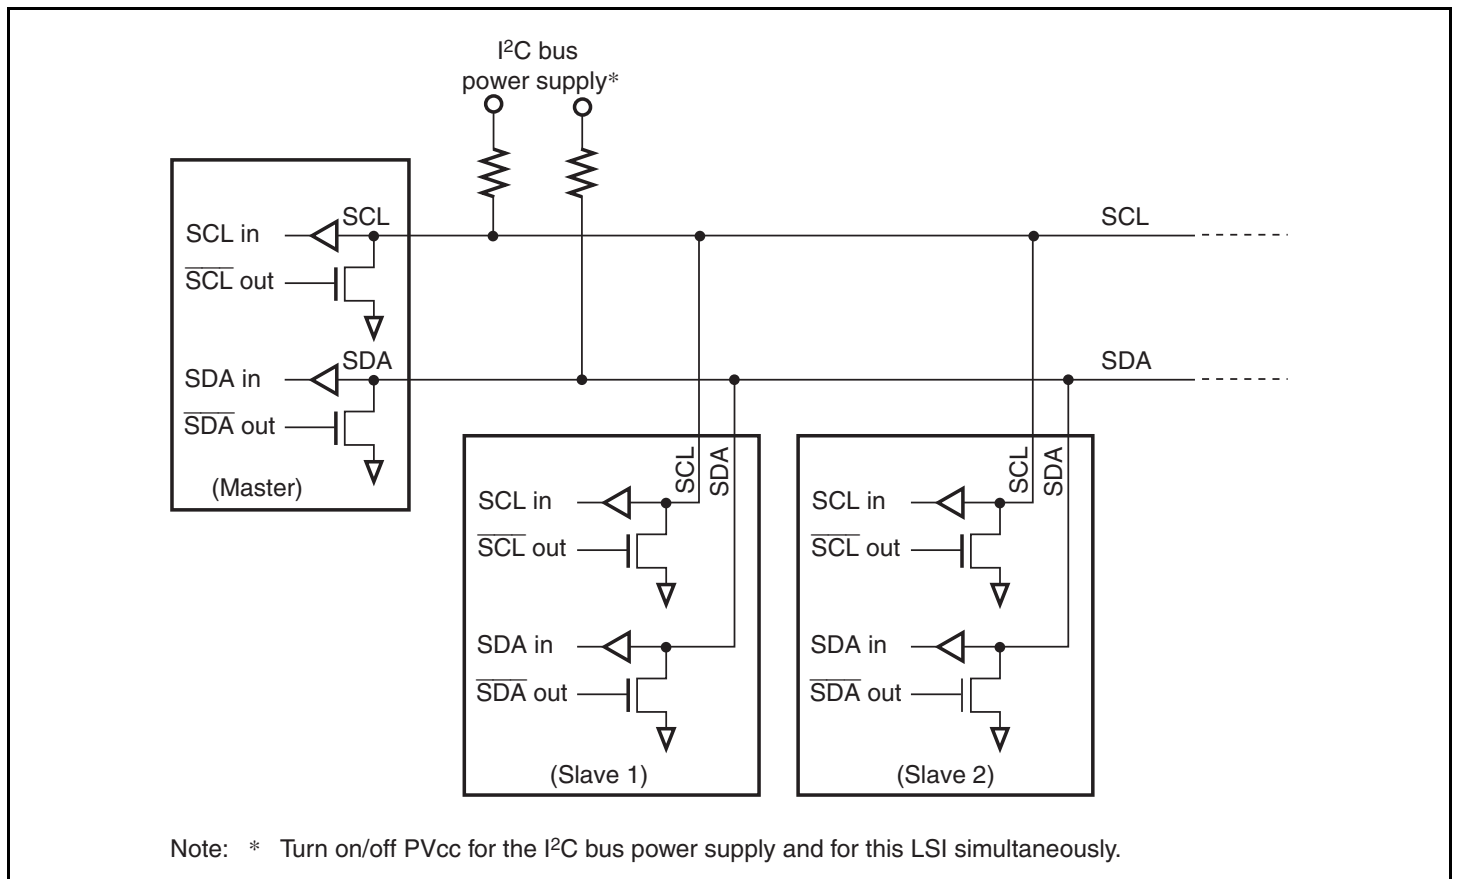 I²C bus
power supply*
SCL
SCL in
SCL out
SDA
SDA in
SDA out
(Master)
SCL
SDA
SCL
SDA
SCL in
SCL out
SDA in
SDA out
(Slave 1)
SCL
SDA
SCL in
SCL out
SDA in
SDA out
(Slave 2)
Note: * Turn on/off PVcc for the I²C bus power supply and for this LSI simultaneously.